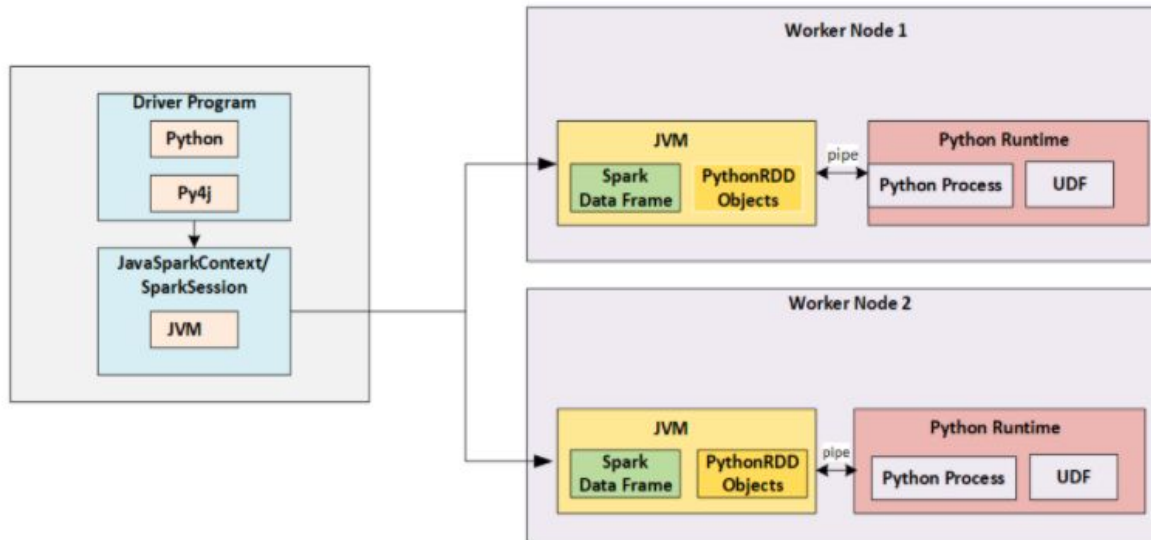 Driver Program
Python
Py4j
JavaSparkContext/
SparkSession
JVM
Worker Node 1
JVM
Spark
Data Frame
PythonRDD
Objects
pipe
Python Runtime
Python Process
UDF
Worker Node 2
JVM
Spark
Data Frame
PythonRDD
Objects
pipe
Python Runtime
Python Process
UDF